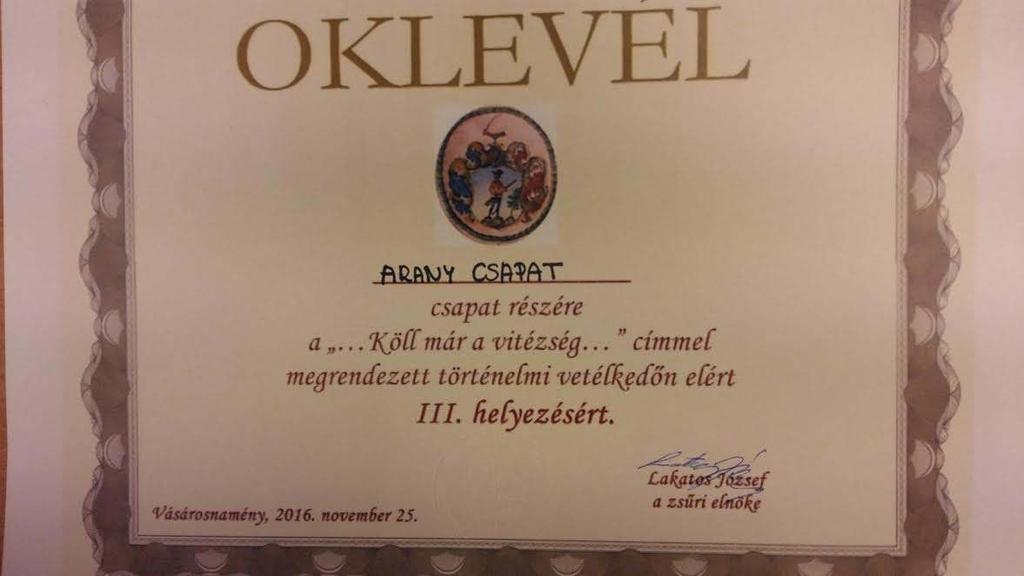 OKLEVÉL
ARANY CSAPAT
csapat részére
a „…Köll már a vitézség…” címmel
megrendezett történelmi vetélkedőn elért
III. helyezésért.
Lakatos József
a zsűri elnöke
Vásárosnamény, 2016. november 25.